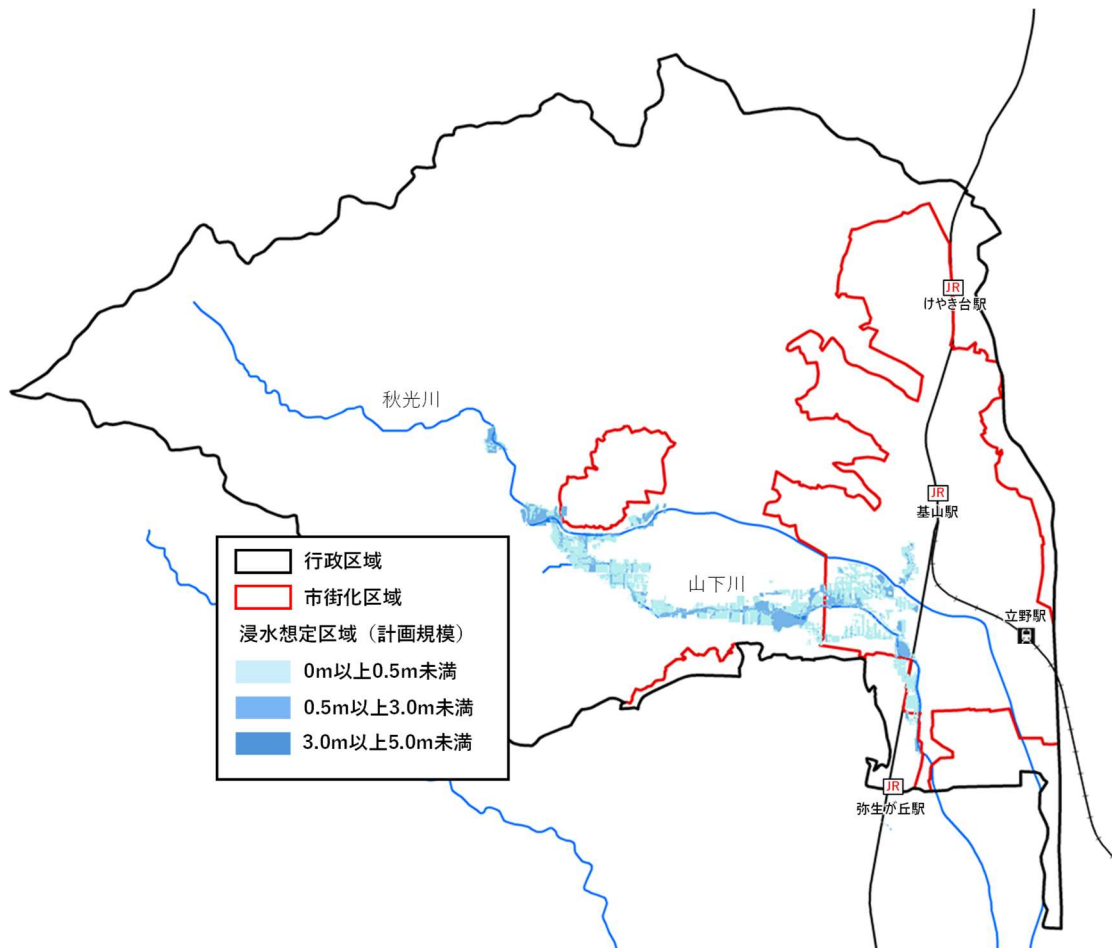 JR
けやき台駅
秋光川
JR
基山駅
山下川
立野駅
JR
弥生が丘駅
行政区域
市街化区域
浸水想定区域（計画規模）
0m以上0.5m未満
0.5m以上3.0m未満
3.0m以上5.0m未満